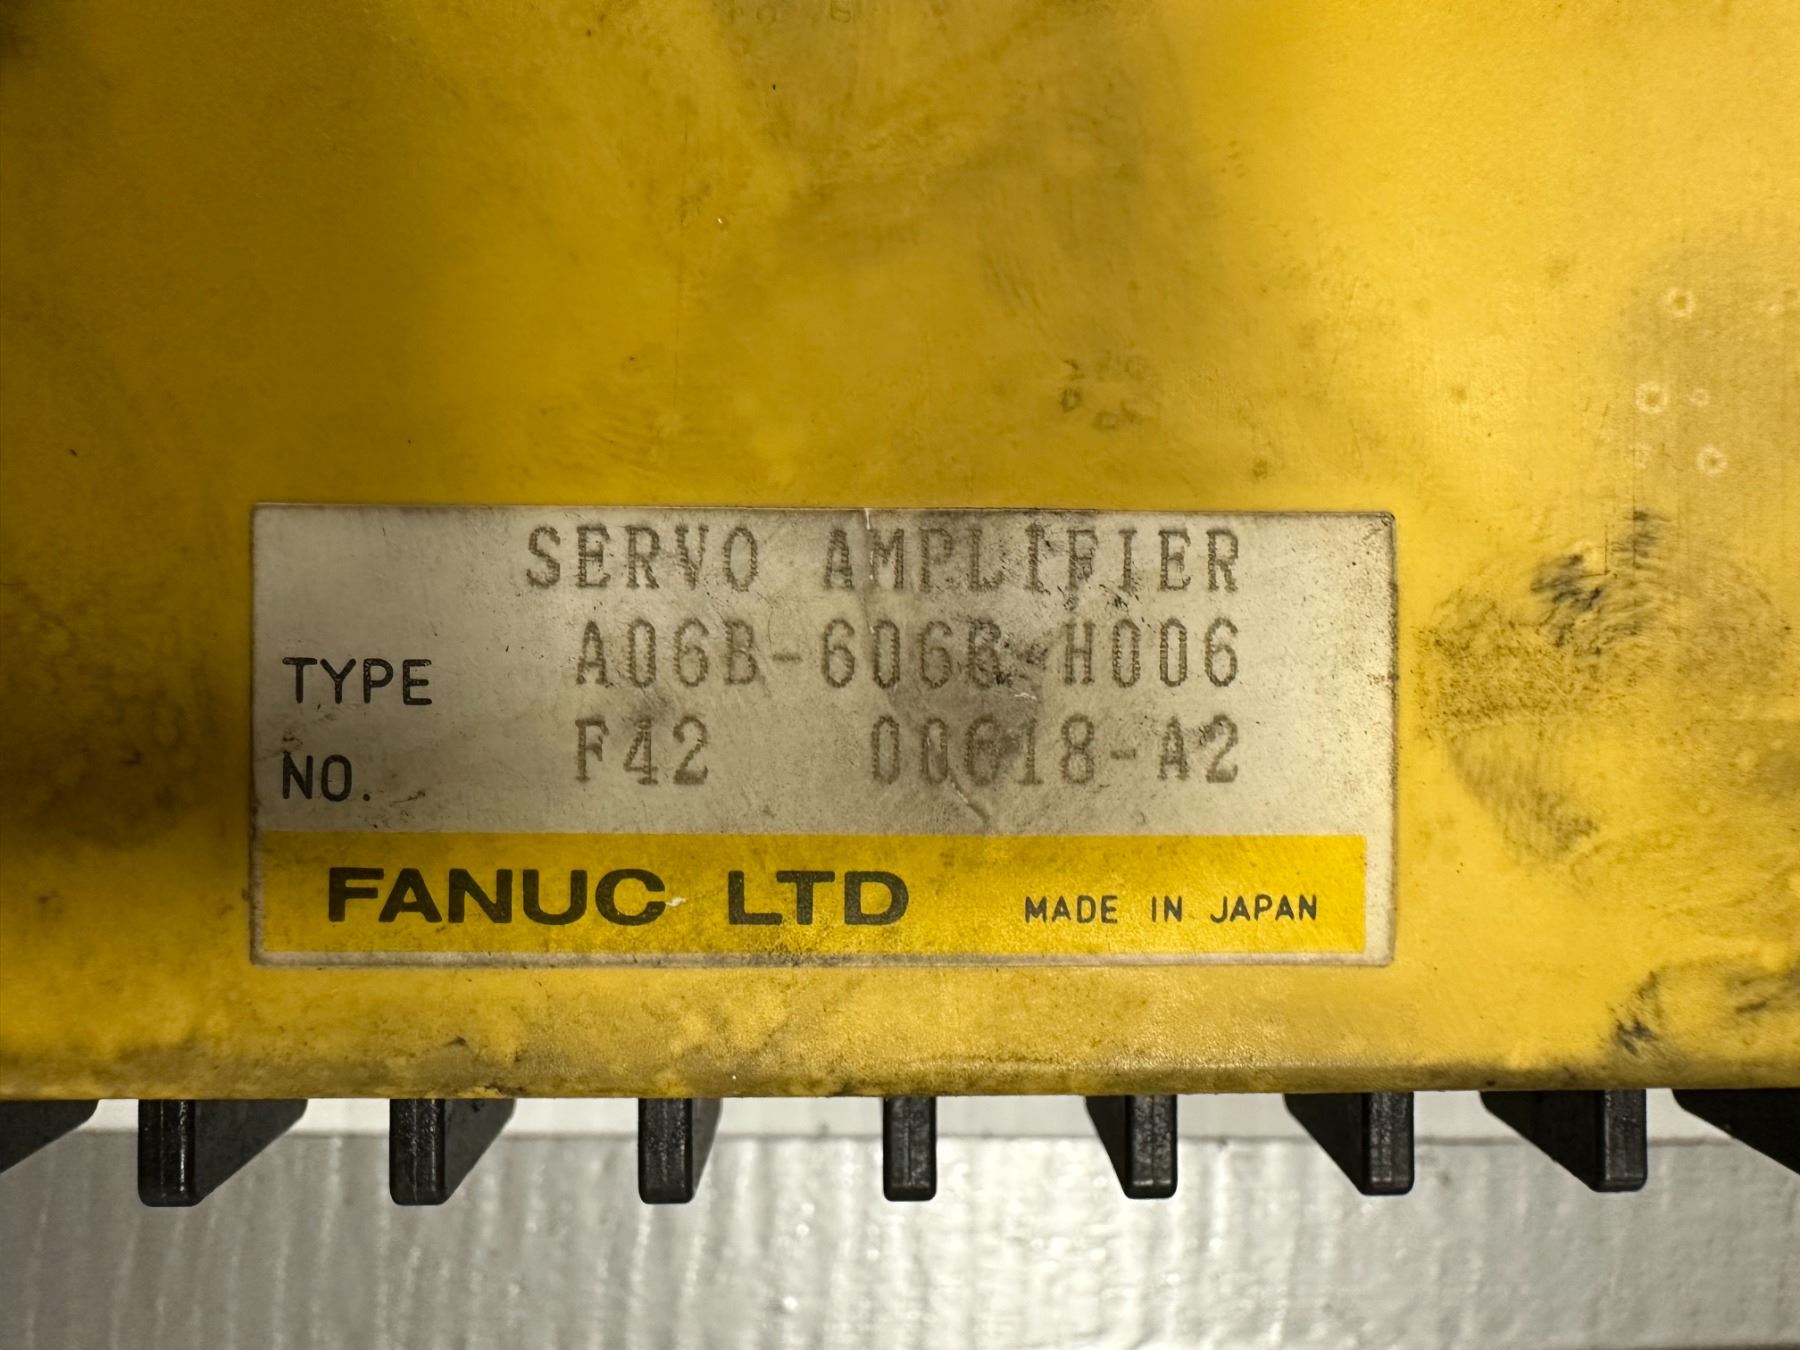 SERVO AMPLIFIER
TYPE A06B-6066-H006
NO. F42 00618-A2
FANUC LTD MADE IN JAPAN